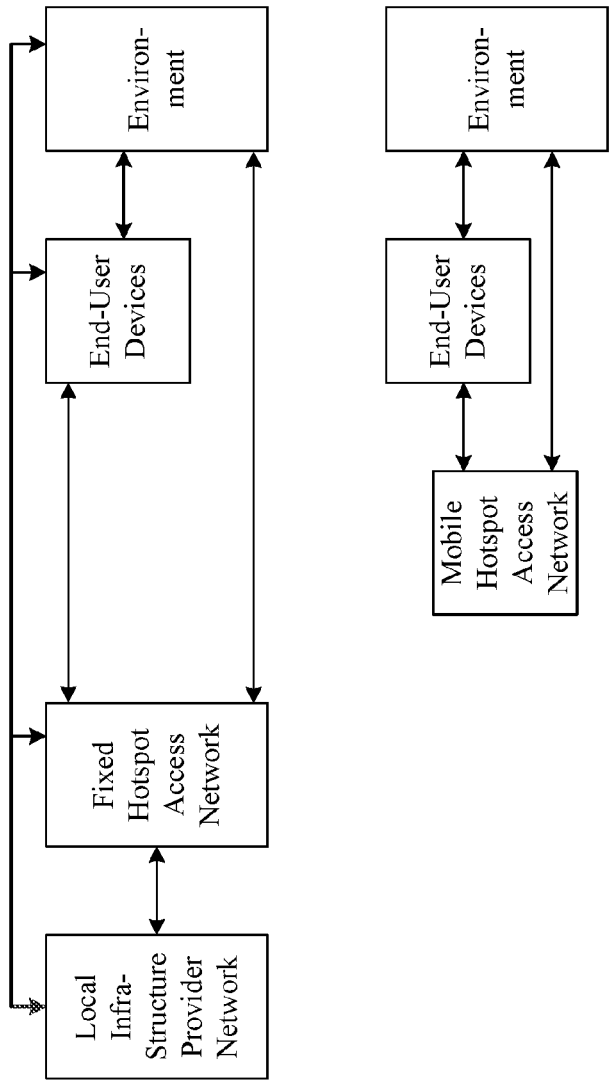 Local
Infra-
Structure
Provider
Network
Fixed
Hotspot
Access
Network
End-User
Devices
Environ-
ment
Mobile
Hotspot
Access
Network
End-User
Devices
Environ-
ment